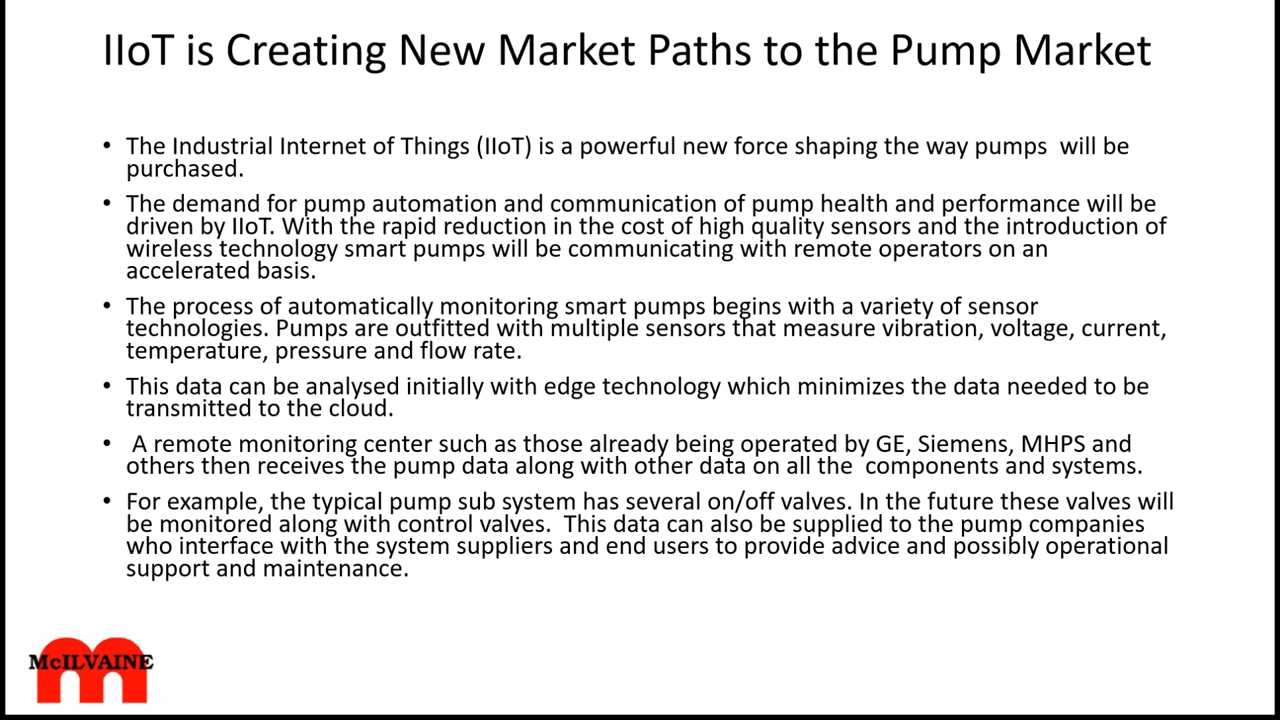 IIoT is Creating New Market Paths to the Pump Market
• The Industrial Internet of Things (IIoT) is a powerful new force shaping the way pumps  will be
purchased.
• The demand for pump automation and communication of pump health and performance will be
driven by IIoT. With the rapid reduction in the cost of high quality sensors and the introduction of
wireless technology smart pumps will be communicating with remote operators on an
accelerated basis.
• The process of automatically monitoring smart pumps begins with a variety of sensor
technologies. Pumps are outfitted with multiple sensors that measure vibration, voltage, current,
temperature, pressure and flow rate.
• This data can be analysed initially with edge technology which minimizes the data needed to be
transmitted to the cloud.
•  A remote monitoring center such as those already being operated by GE, Siemens, MHPS and
others then receives the pump data along with other data on all the  components and systems.
• For example, the typical pump sub system has several on/off valves. In the future these valves will
be monitored along with control valves.  This data can also be supplied to the pump companies
who interface with the system suppliers and end users to provide advice and possibly operational
support and maintenance.
McILVAINE